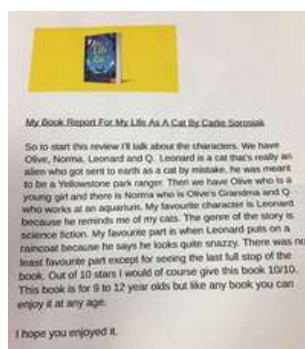 My Book Report For My Life As A Cat By Carlie Sorosiak
So to start this review I'll talk about the characters. We have
Olive, Norma, Leonard and Q. Leonard is a cat that's really an
alien who got sent to earth as a cat by mistake, he was meant
to be a Yellowstone park ranger. Then we have Olive who is a
young girl and there is Norma who is Olive's Grandma and Q
who works at an aquarium. My favourite character is Leonard
because he reminds me of my cats. The genre of the story is
science fiction. My favourite part is when Leonard puts on a
raincoat because he says he looks quite snazzy. There was no
least favourite part except for seeing the last full stop of the
book. Out of 10 stars I would of course give this book 10/10.
This book is for 9 to 12 year olds but like any book you can
enjoy it at any age.
I hope you enjoyed it.